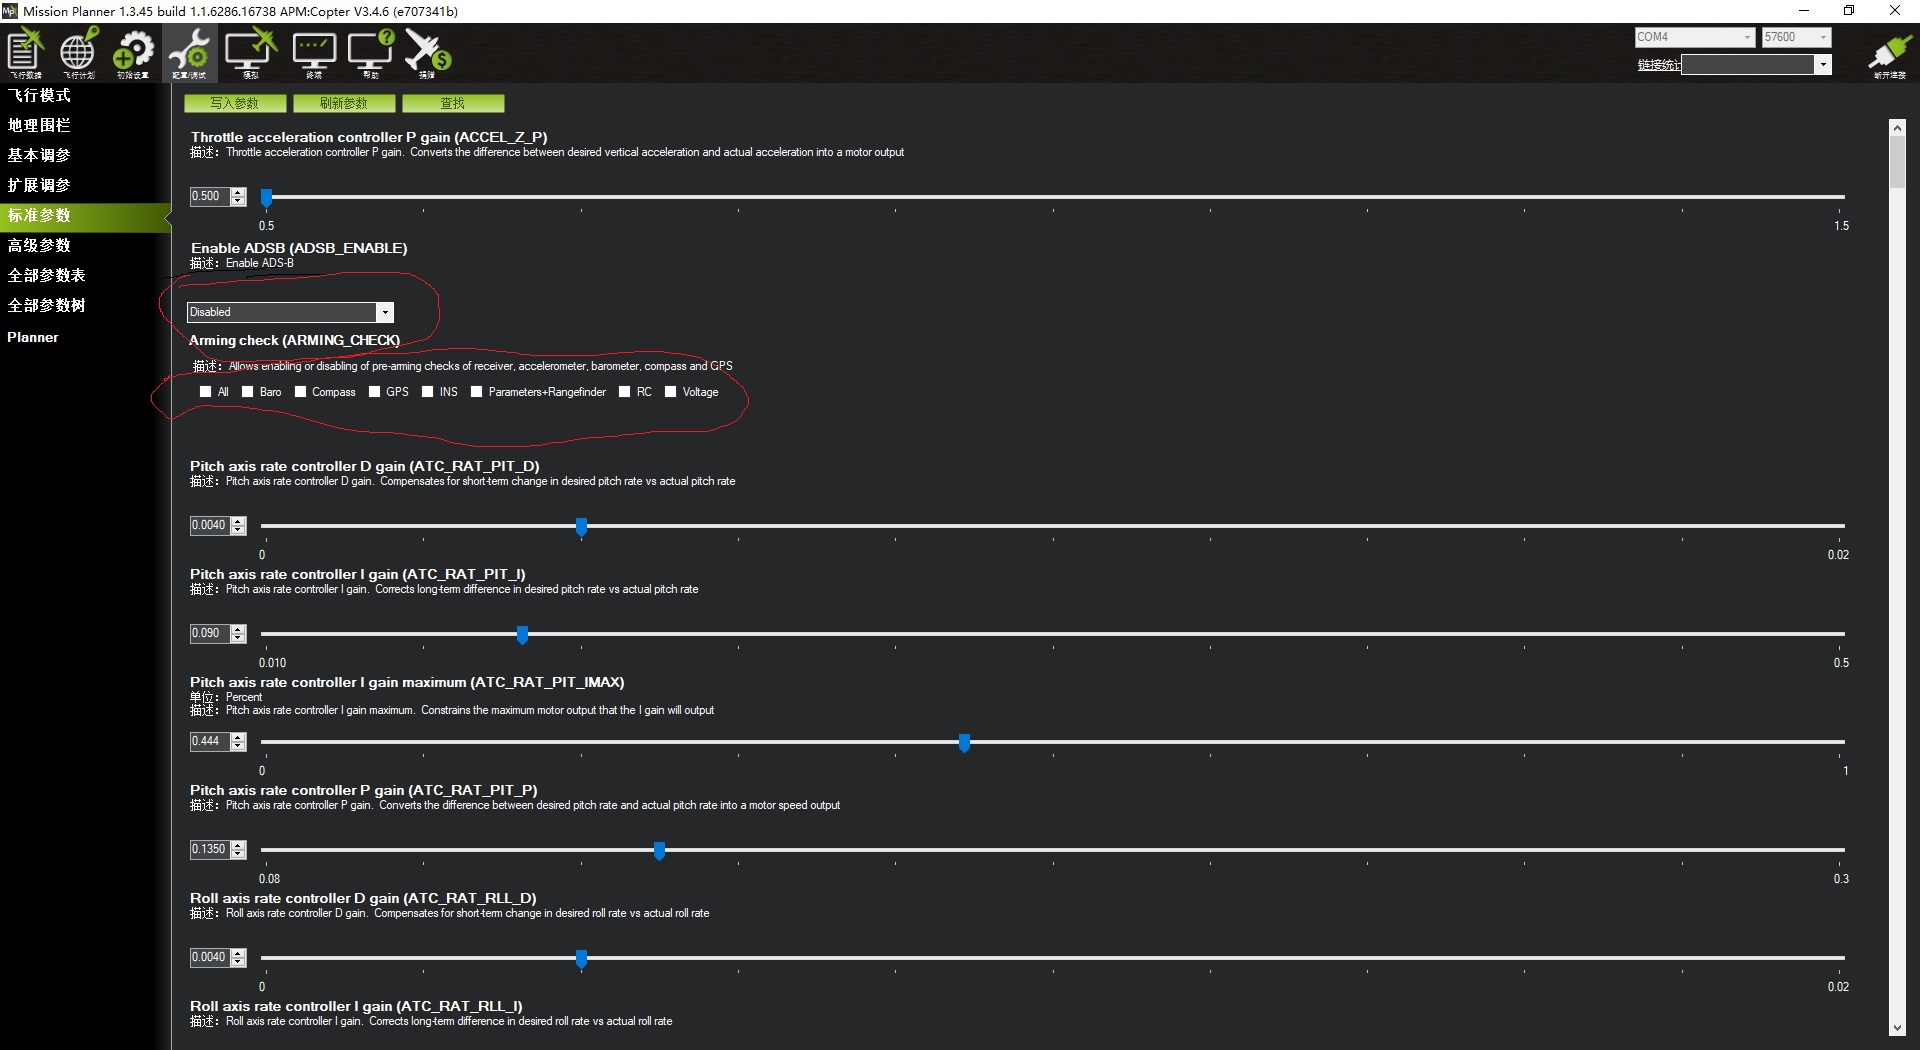 Mission Planner 1.3.45 build 1.1.6286.16738 APM:Copter V3.4.6 (e707341b)
飞行数据 飞行计划 初始设置 配置/调试 模拟 终端 帮助 捐赠
COM4 57600
链接统计
断开连接
飞行模式
地理围栏
基本调参
扩展调参
标准参数
高级参数
全部参数表
全部参数树
Planner
写入参数 刷新参数 查找
Throttle acceleration controller P gain (ACCEL_Z_P)
描述: Throttle acceleration controller P gain. Converts the difference between desired vertical acceleration and actual acceleration into a motor output
0.500
0.5 1.5
Enable ADSB (ADSB_ENABLE)
描述: Enable ADS-B
Disabled
Arming check (ARMING_CHECK)
描述: Allows enabling or disabling of pre-arming checks of receiver, accelerometer, barometer, compass and GPS
All Baro Compass GPS INS Parameters+Rangefinder RC Voltage
Pitch axis rate controller D gain (ATC_RAT_PIT_D)
描述: Pitch axis rate controller D gain. Compensates for short-term change in desired pitch rate vs actual pitch rate
0.0040
0 0.02
Pitch axis rate controller I gain (ATC_RAT_PIT_I)
描述: Pitch axis rate controller I gain. Corrects long-term difference in desired pitch rate vs actual pitch rate
0.090
0.010 0.5
Pitch axis rate controller I gain maximum (ATC_RAT_PIT_IMAX)
单位: Percent
描述: Pitch axis rate controller I gain maximum. Constrains the maximum motor output that the I gain will output
0.444
0 1
Pitch axis rate controller P gain (ATC_RAT_PIT_P)
描述: Pitch axis rate controller P gain. Converts the difference between desired pitch rate and actual pitch rate into a motor speed output
0.1350
0.08 0.3
Roll axis rate controller D gain (ATC_RAT_RLL_D)
描述: Roll axis rate controller D gain. Compensates for short-term change in desired roll rate vs actual roll rate
0.0040
0 0.02
Roll axis rate controller I gain (ATC_RAT_RLL_I)
描述: Roll axis rate controller I gain. Corrects long-term difference in desired roll rate vs actual roll rate